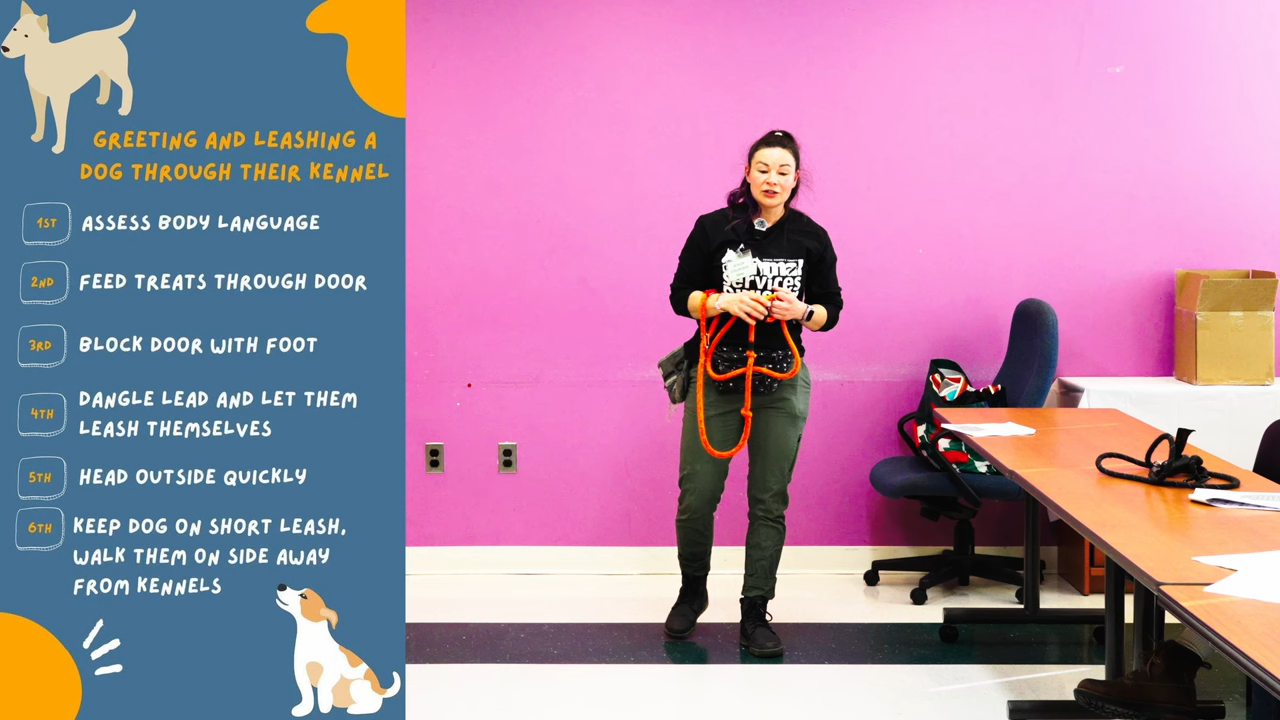 GREETING AND LEASHING A
DOG THROUGH THEIR KENNEL
1ST ASSESS BODY LANGUAGE
2ND FEED TREATS THROUGH DOOR
3RD BLOCK DOOR WITH FOOT
4TH DANGLE LEAD AND LET THEM
LEASH THEMSELVES
5TH HEAD OUTSIDE QUICKLY
6TH KEEP DOG ON SHORT LEASH,
WALK THEM ON SIDE AWAY
FROM KENNELS
Services